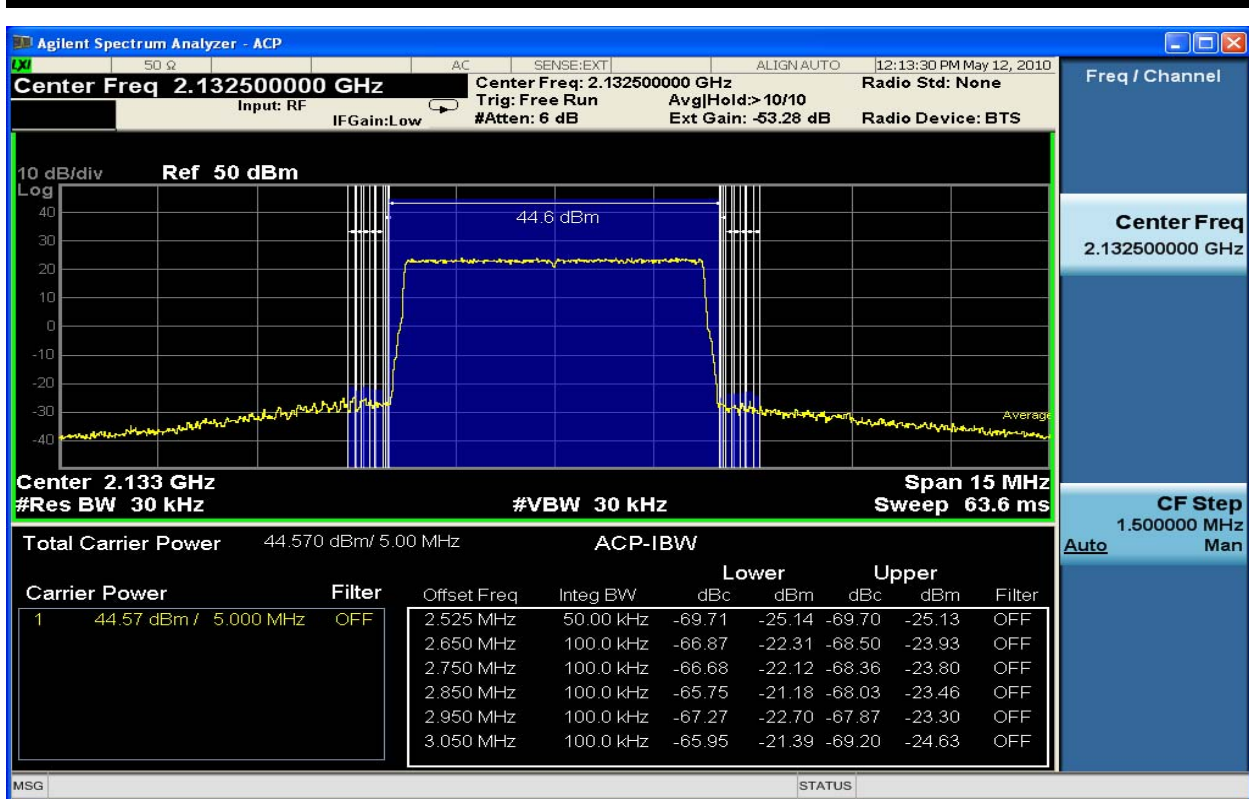 Agilent Spectrum Analyzer - ACP
LXI 50 Ω AC SENSE:EXT ALIGN AUTO 12:13:30 PM May 12, 2010
Center Freq 2.132500000 GHz
Input: RF
IFGain:Low
Center Freq: 2.132500000 GHz
Trig: Free Run Avg|Hold:> 10/10
#Atten: 6 dB Ext Gain: -53.28 dB
Radio Std: None
Radio Device: BTS
Freq / Channel
Center Freq
2.132500000 GHz
CF Step
1.500000 MHz
Auto Man
10 dB/div Ref 50 dBm
Log
40
30
20
10
0
-10
-20
-30
-40
44.6 dBm
Average
Center 2.133 GHz Span 15 MHz
#Res BW 30 kHz #VBW 30 kHz Sweep 63.6 ms
Total Carrier Power 44.570 dBm/ 5.00 MHz ACP-IBW
Lower Upper
Carrier Power Filter
1 44.57 dBm / 5.000 MHz OFF
Offset Freq Integ BW dBc dBm dBc dBm Filter
2.525 MHz 50.00 kHz -69.71 -25.14 -69.70 -25.13 OFF
2.650 MHz 100.0 kHz -66.87 -22.31 -68.50 -23.93 OFF
2.750 MHz 100.0 kHz -66.68 -22.12 -68.36 -23.80 OFF
2.850 MHz 100.0 kHz -65.75 -21.18 -68.03 -23.46 OFF
2.950 MHz 100.0 kHz -67.27 -22.70 -67.87 -23.30 OFF
3.050 MHz 100.0 kHz -65.95 -21.39 -69.20 -24.63 OFF
MSG STATUS